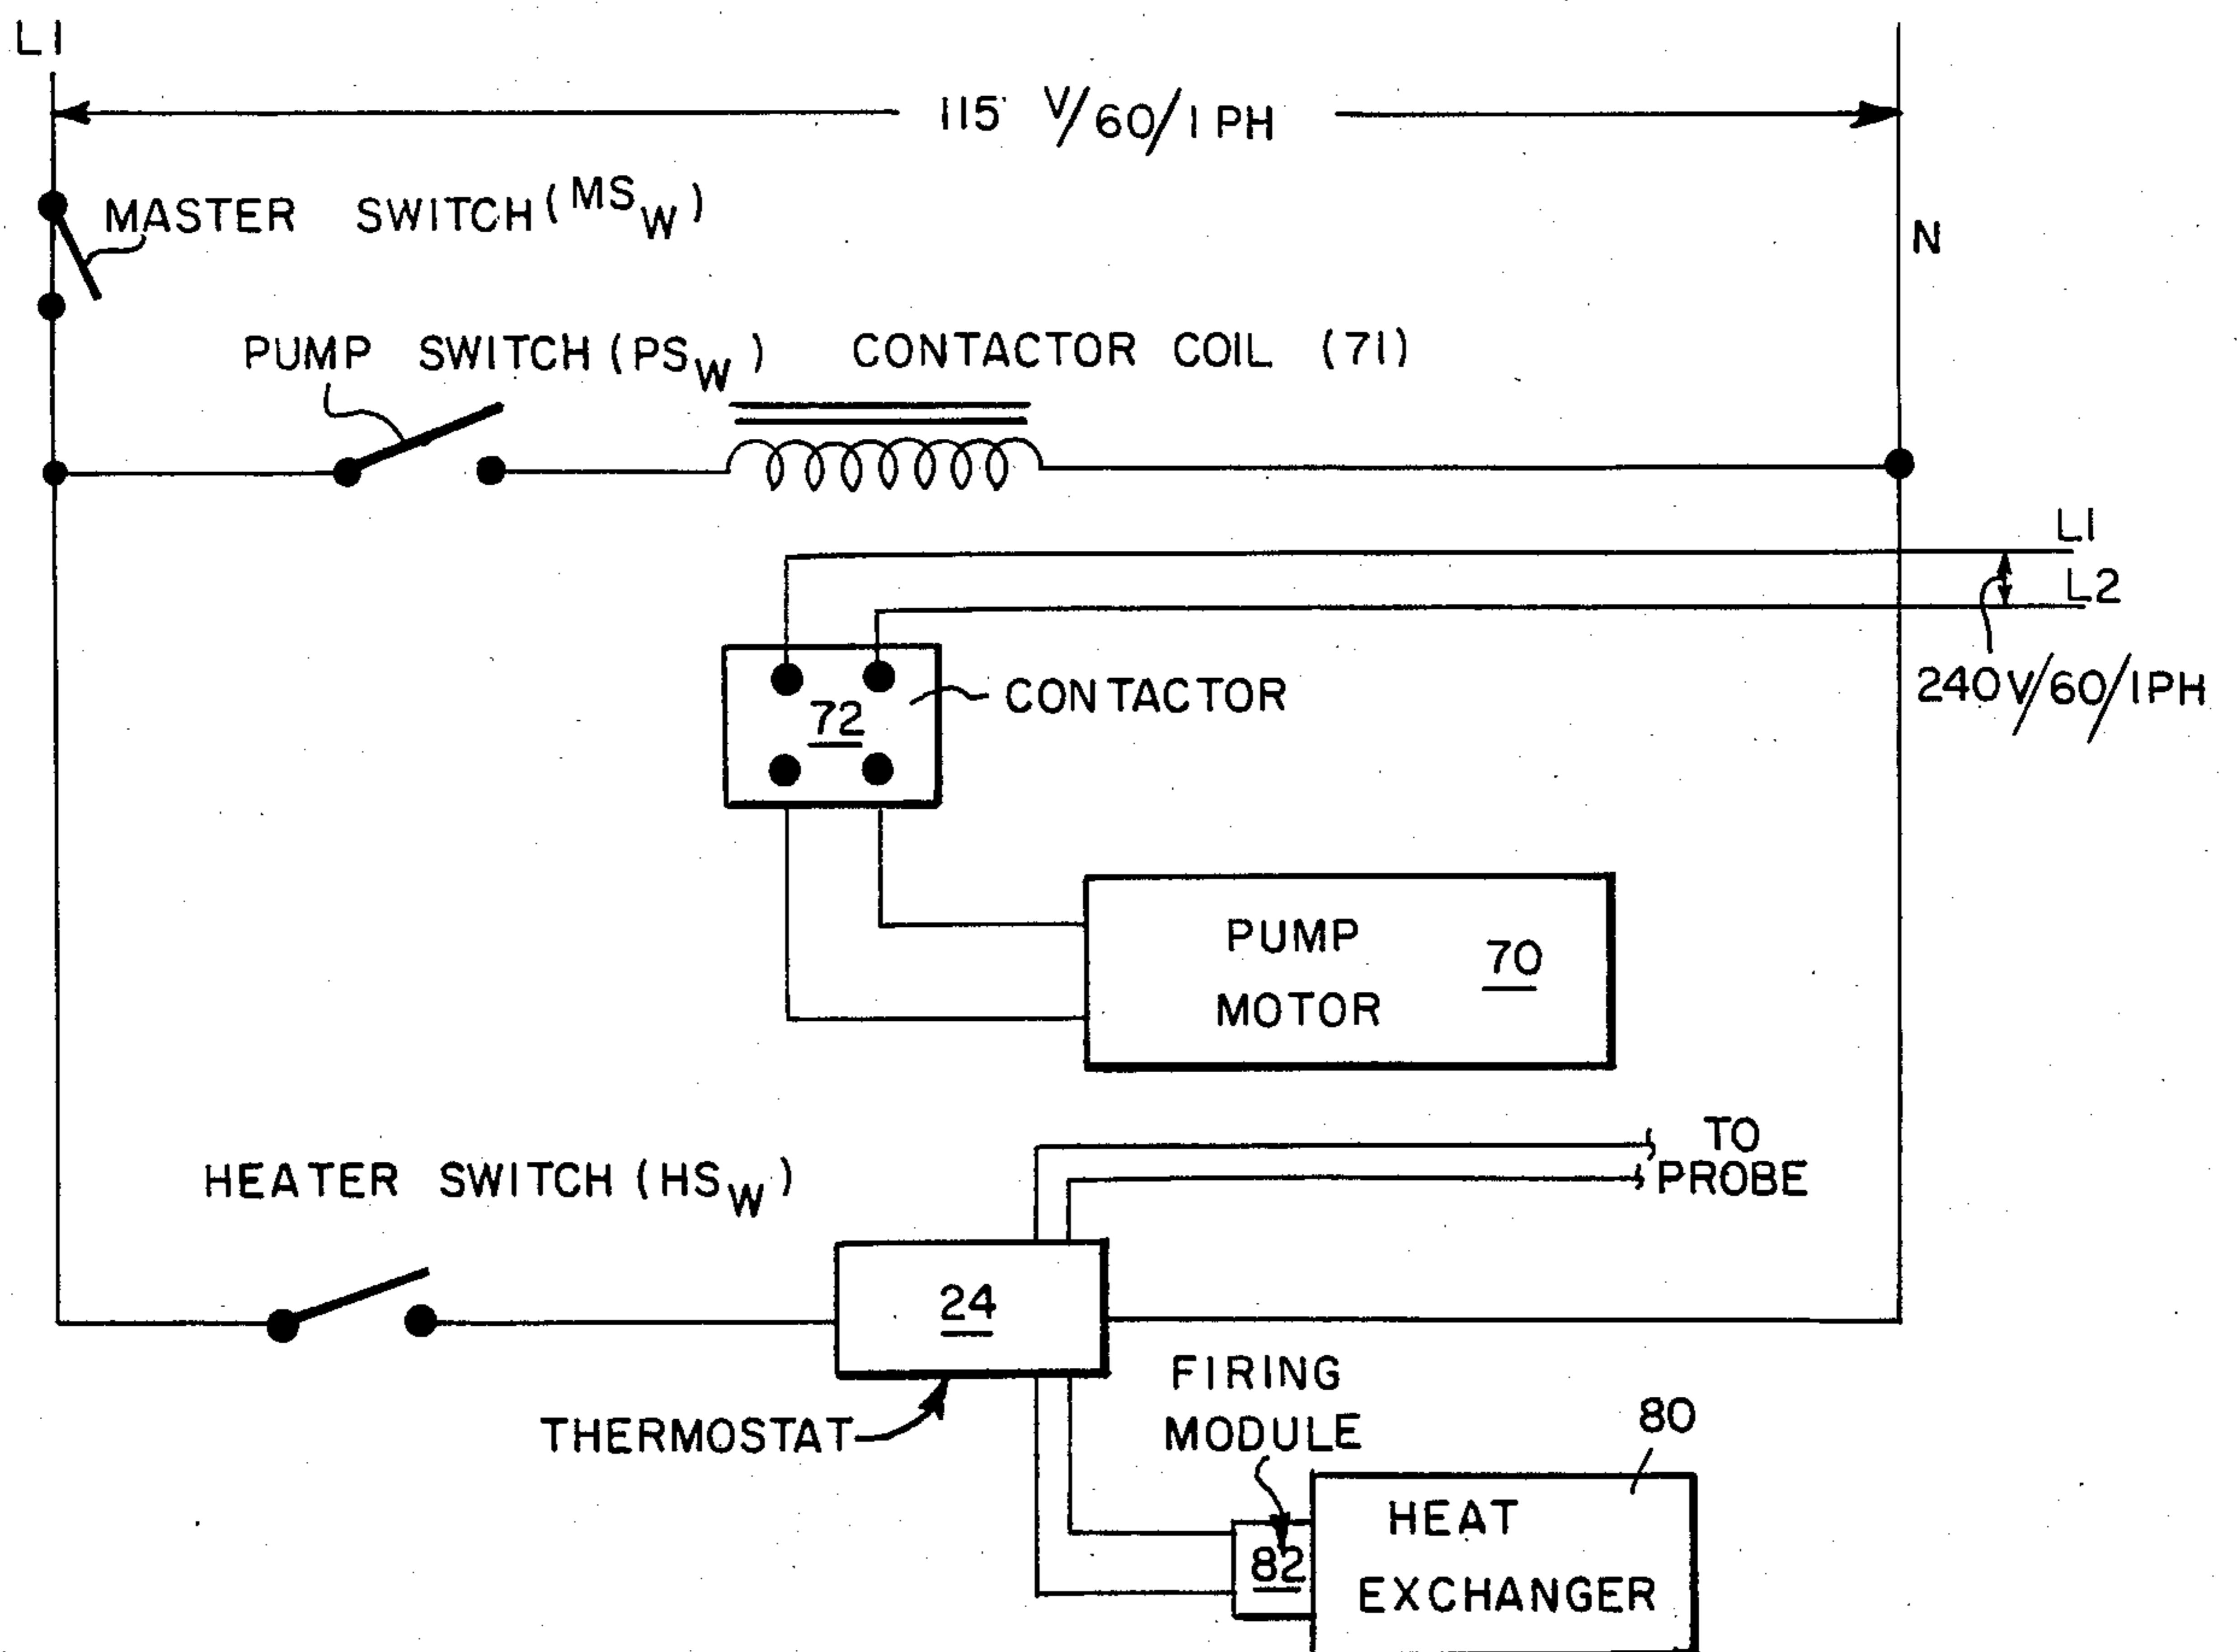 L1
115 V/60/1 PH
MASTER SWITCH (MSW)
N
PUMP SWITCH (PSW)
CONTACTOR COIL (71)
L1
L2
240V/60/1PH
72
CONTACTOR
PUMP
MOTOR
70
TO
PROBE
HEATER SWITCH (HSW)
24
THERMOSTAT
FIRING
MODULE
80
82
HEAT
EXCHANGER